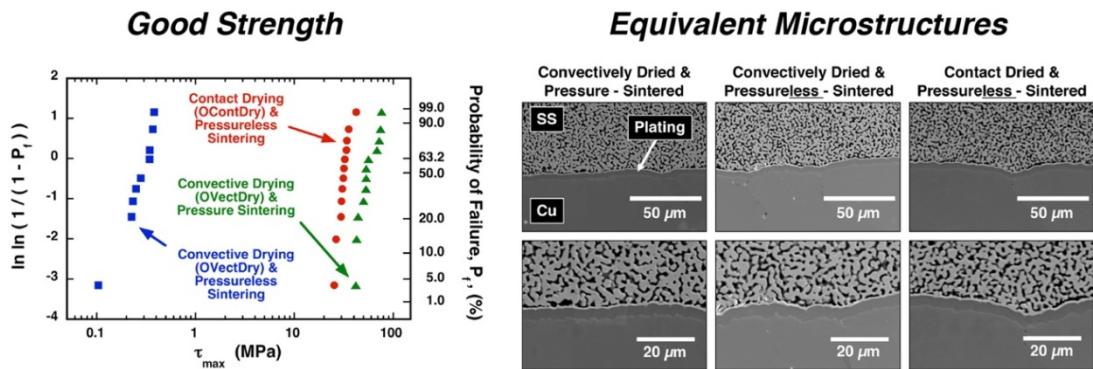 Good Strength
Equivalent Microstructures
ln ln ( 1 / (1 - Pf ) )
2
1
0
-1
-2
-3
-4
0.1
1
10
100
τmax (MPa)
99.0
90.0
63.2
50.0
20.0
10.0
5.0
1.0
Probability of Failure, Pf , (%)
Contact Drying
(OContDry) &
Pressureless
Sintering
Convective Drying
(OVectDry) &
Pressure Sintering
Convective Drying
(OVectDry) &
Pressureless
Sintering
Convectively Dried &
Pressure - Sintered
Convectively Dried &
Pressureless - Sintered
Contact Dried &
Pressureless - Sintered
SS
Plating
Cu
50 µm
50 µm
50 µm
20 µm
20 µm
20 µm